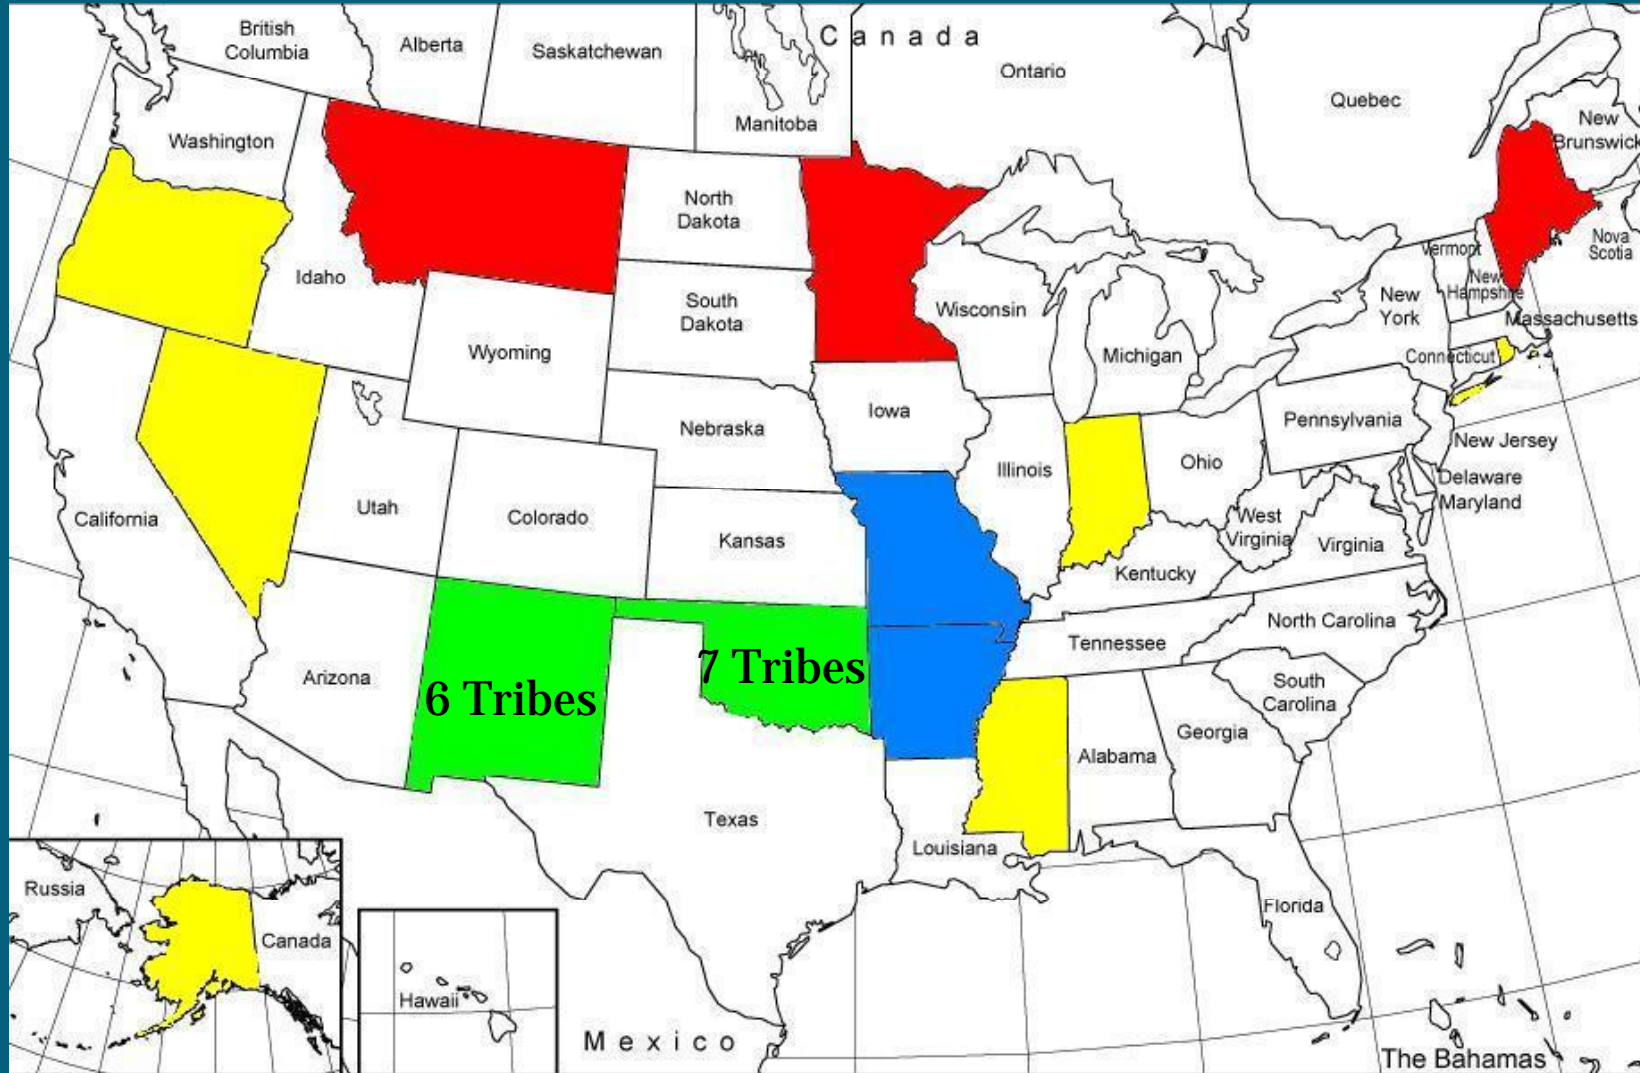 British
Columbia
Alberta
Saskatchewan
Manitoba
Canada
Ontario
Quebec
New
Brunswick
Nova
Scotia
Washington
Idaho
North
Dakota
South
Dakota
Wyoming
Nebraska
Iowa
Wisconsin
Michigan
Illinois
Ohio
Pennsylvania
New
York
Vermont
New
Hampshire
Massachusetts
Connecticut
New Jersey
Delaware
Maryland
West
Virginia
Virginia
Kentucky
Tennessee
North Carolina
South
Carolina
Georgia
Alabama
Florida
Louisiana
Texas
Kansas
Colorado
Utah
California
Arizona
6 Tribes
7 Tribes
Russia
Canada
Hawaii
Mexico
The Bahamas